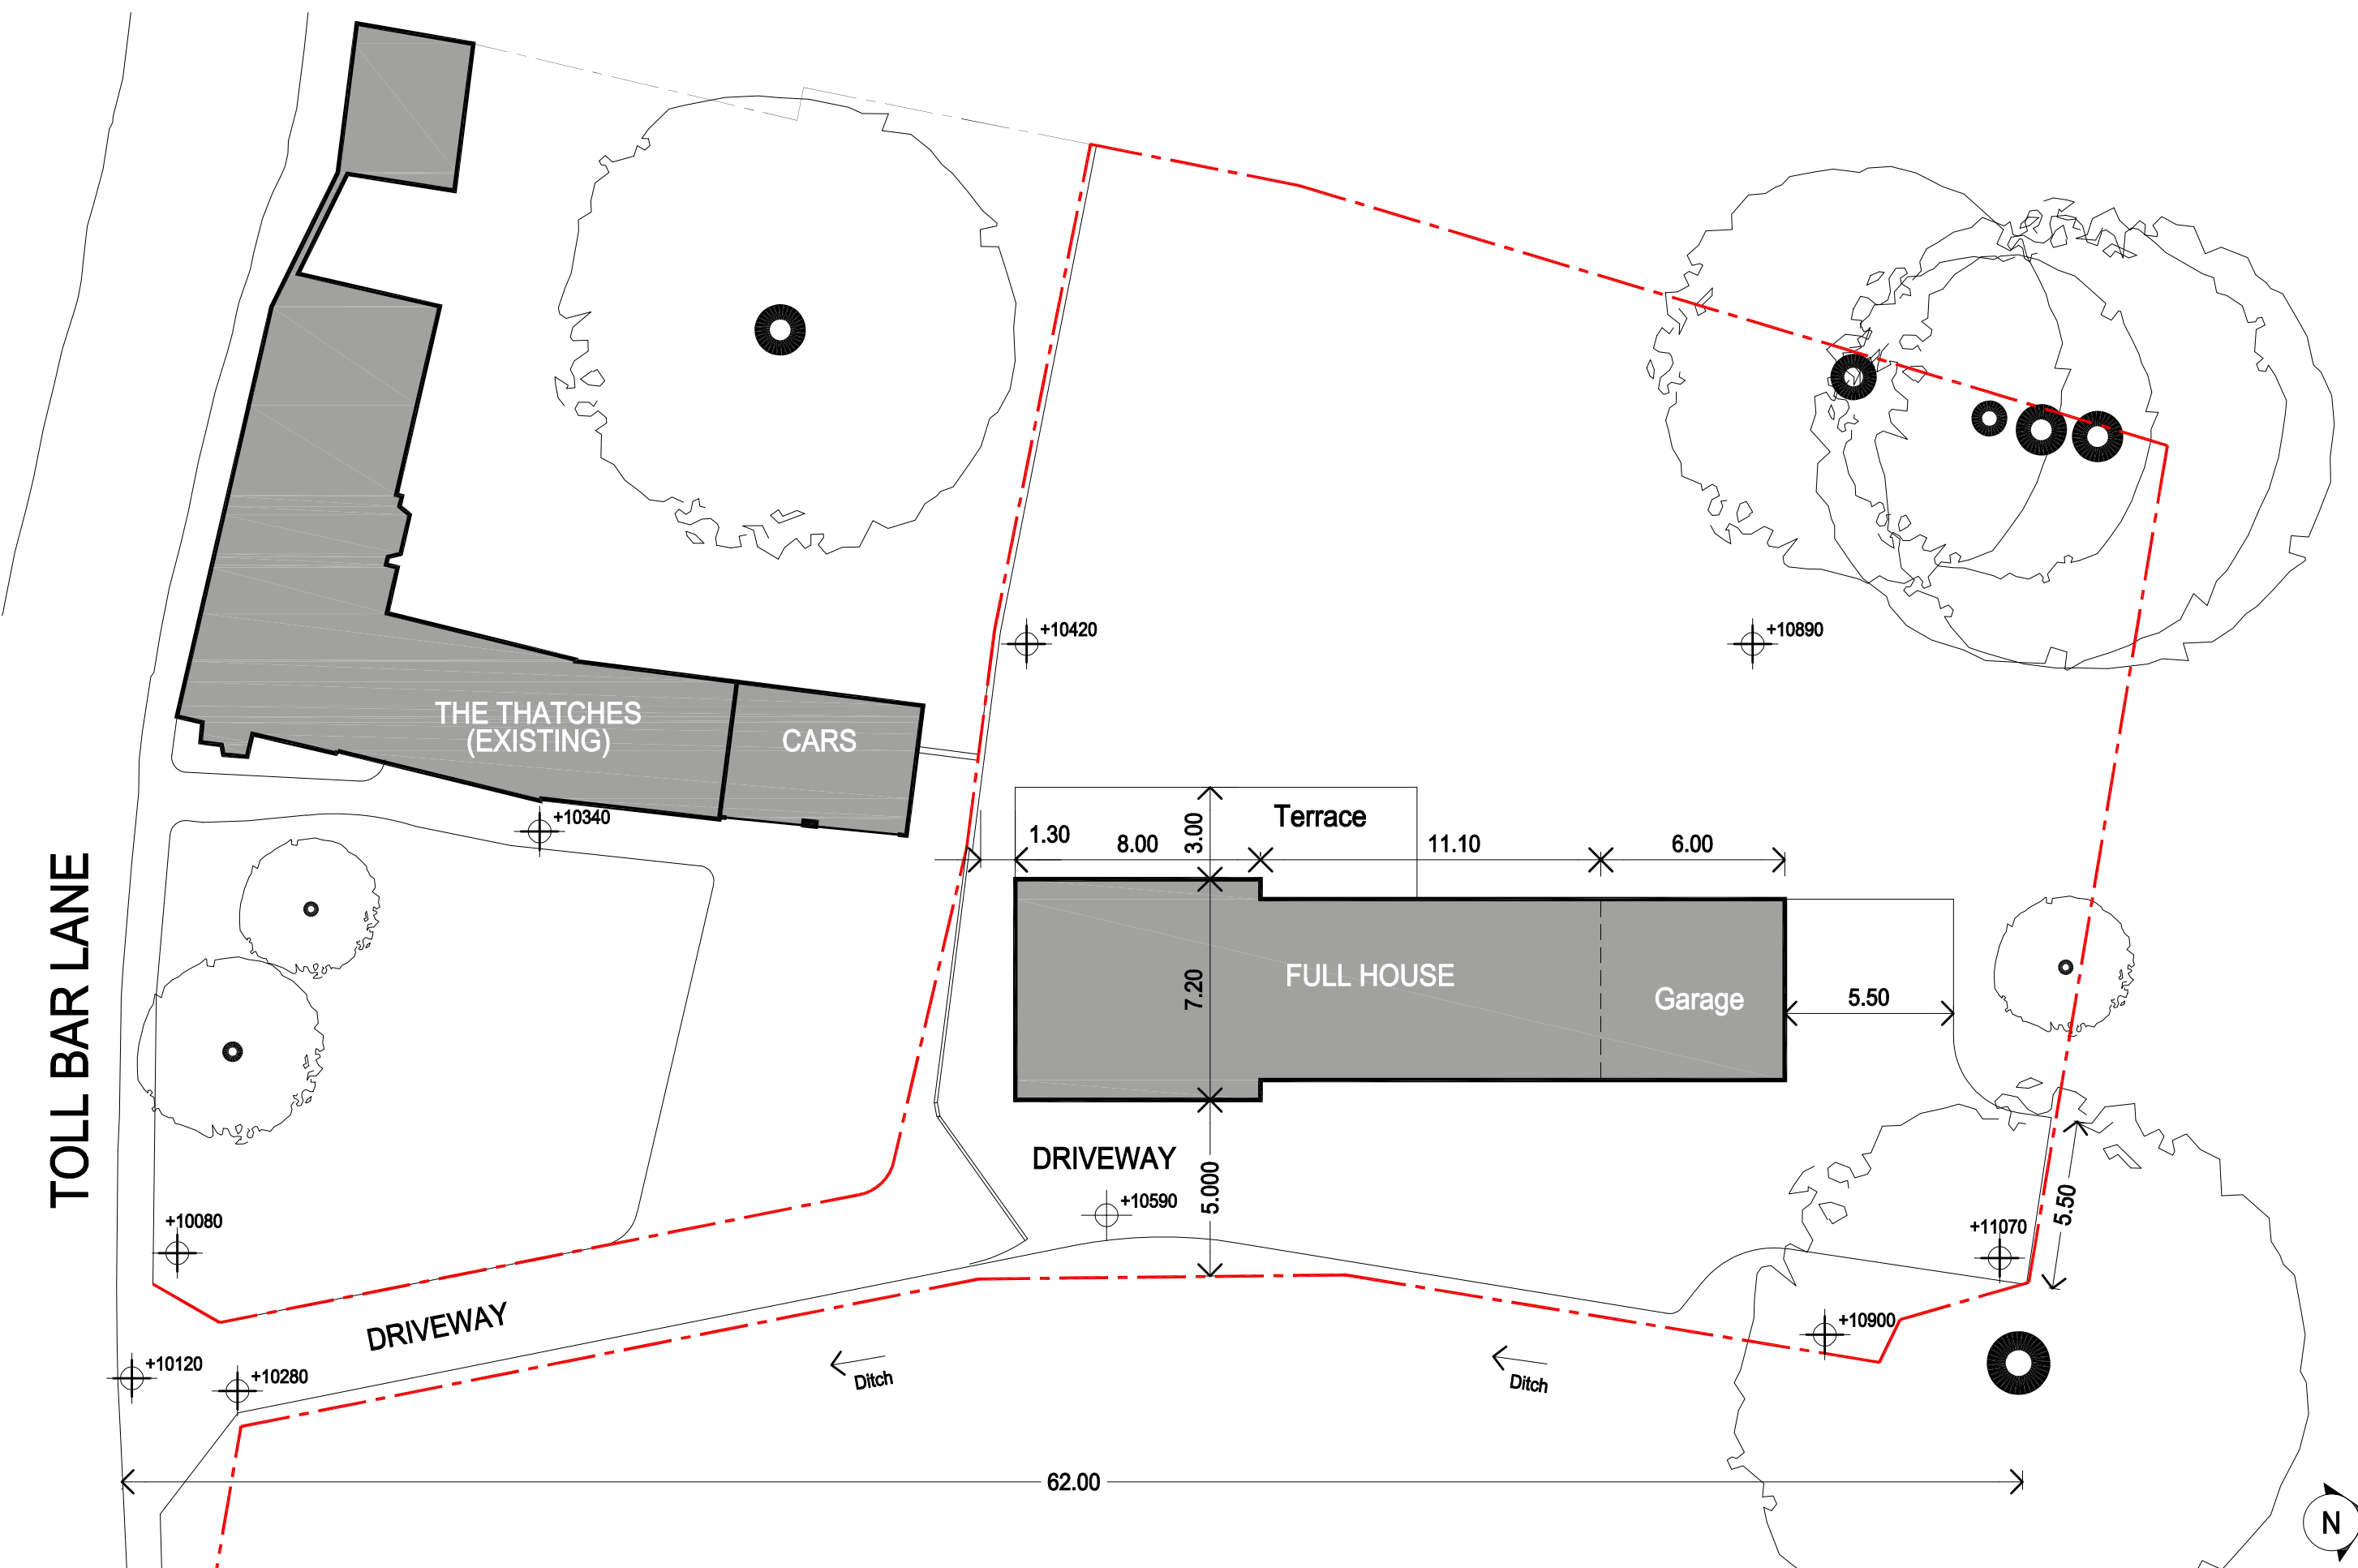 +10420
+10890
THE THATCHES
(EXISTING)
CARS
+10340
Terrace
1.30
8.00
3.00
11.10
6.00
TOLL BAR LANE
FULL HOUSE
7.20
Garage
5.50
DRIVEWAY
5.000
+10590
+10080
5.50
+11070
DRIVEWAY
+10900
+10120
+10280
Ditch
Ditch
62.00
N